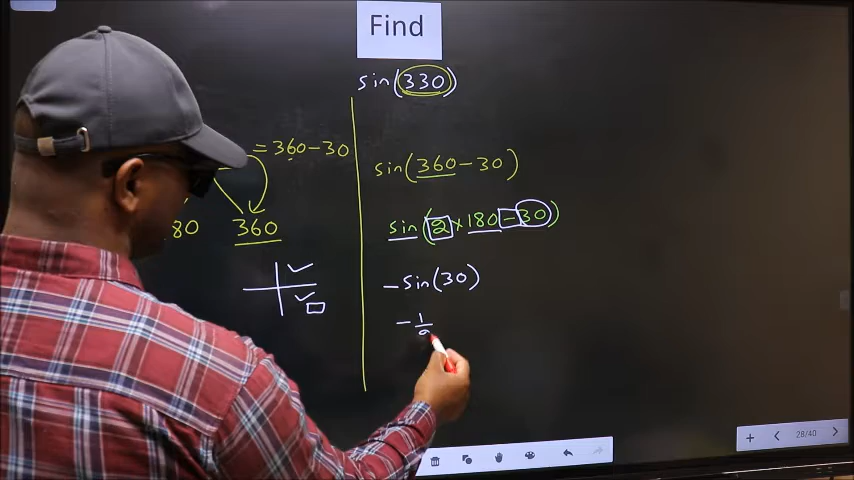 Find
sin(330)
= 360-30
sin(360-30)
80
360
sin(2×180-30)
-sin(30)
-1/2
28/40